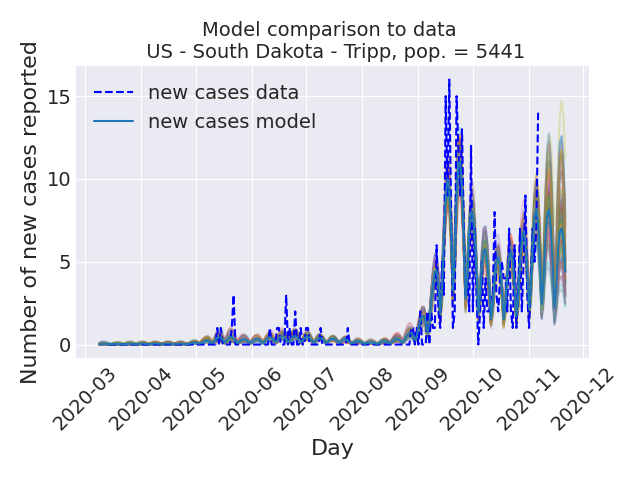 Model comparison to data
US - South Dakota - Tripp, pop. = 5441
Number of new cases reported
15
10
5
0
new cases data
new cases model
2020-03
2020-04
2020-05
2020-06
2020-07
2020-08
2020-09
2020-10
2020-11
2020-12
Day